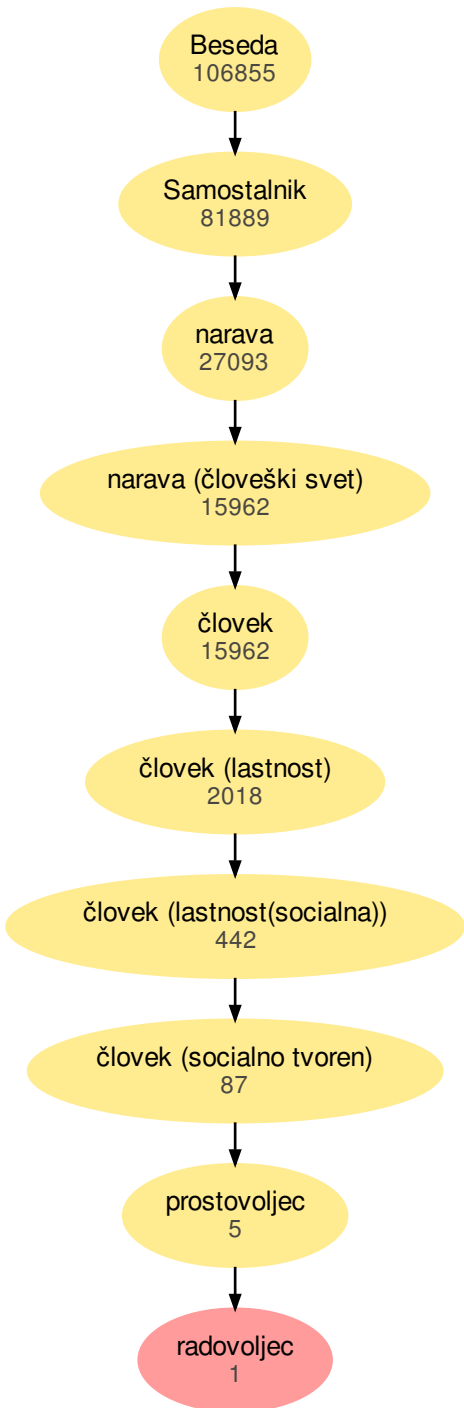 Beseda
106855
Samostalnik
81889
narava
27093
narava (človeški svet)
15962
človek
15962
človek (lastnost)
2018
človek (lastnost(socialna))
442
človek (socialno tvoren)
87
prostovoljec
5
radovoljec
1